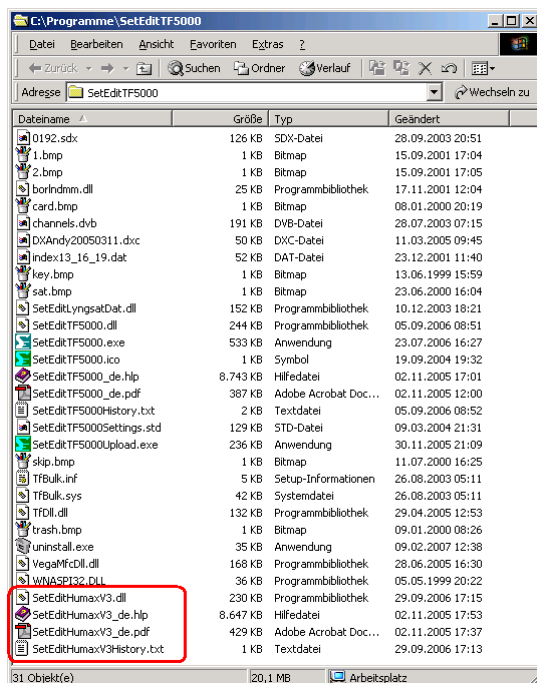 C:\Programme\SetEditTF5000
Datei Bearbeiten Ansicht Favoriten Extras ?
Zurück Suchen Ordner Verlauf
Adresse SetEditTF5000 Wechseln zu
Dateiname Größe Typ Geändert
0192.sdx 126 KB SDX-Datei 28.09.2003 20:51
1.bmp 1 KB Bitmap 15.09.2001 17:04
2.bmp 1 KB Bitmap 15.09.2001 17:05
borlndmm.dll 25 KB Programmbibliothek 17.11.2001 12:04
card.bmp 1 KB Bitmap 08.01.2000 20:19
channels.dvb 191 KB DVB-Datei 28.07.2003 07:15
DXAndy20050311.dxc 50 KB DXC-Datei 11.03.2005 09:45
index13_16_19.dat 52 KB DAT-Datei 23.12.2001 11:40
key.bmp 1 KB Bitmap 13.06.1999 15:59
sat.bmp 1 KB Bitmap 23.06.2000 16:04
SetEditLyngsatDat.dll 152 KB Programmbibliothek 10.12.2003 18:21
SetEditTF5000.dll 244 KB Programmbibliothek 05.09.2006 08:51
SetEditTF5000.exe 533 KB Anwendung 23.07.2006 16:27
SetEditTF5000.ico 1 KB Symbol 19.09.2004 19:32
SetEditTF5000_de.hlp 8.743 KB Hilfedatei 02.11.2005 17:01
SetEditTF5000_de.pdf 387 KB Adobe Acrobat Doc... 02.11.2005 12:00
SetEditTF5000History.txt 2 KB Textdatei 05.09.2006 08:52
SetEditTF5000Settings.std 129 KB STD-Datei 09.03.2004 21:31
SetEditTF5000Upload.exe 236 KB Anwendung 30.11.2005 21:09
skip.bmp 1 KB Bitmap 11.07.2000 16:25
TfBulk.inf 5 KB Setup-Informationen 26.08.2003 05:11
TfBulk.sys 42 KB Systemdatei 26.08.2003 05:11
TfDll.dll 132 KB Programmbibliothek 29.04.2005 12:53
trash.bmp 1 KB Bitmap 09.01.2000 08:26
uninstall.exe 35 KB Anwendung 09.02.2007 12:38
VegaMfcDll.dll 168 KB Programmbibliothek 28.06.2005 16:30
WNASPI32.DLL 36 KB Programmbibliothek 05.05.1999 20:22
SetEditHumaxV3.dll 230 KB Programmbibliothek 29.09.2006 17:15
SetEditHumaxV3_de.hlp 8.647 KB Hilfedatei 02.11.2005 17:53
SetEditHumaxV3_de.pdf 429 KB Adobe Acrobat Doc... 02.11.2005 17:37
SetEditHumaxV3History.txt 1 KB Textdatei 29.09.2006 17:13
31 Objekt(e) 20,1 MB Arbeitsplatz